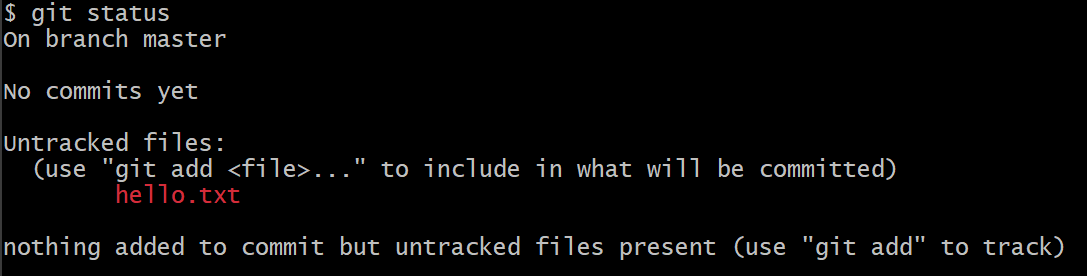 $ git status
On branch master
No commits yet
Untracked files:
(use "git add <file>..." to include in what will be committed)
hello.txt
nothing added to commit but untracked files present (use "git add" to track)